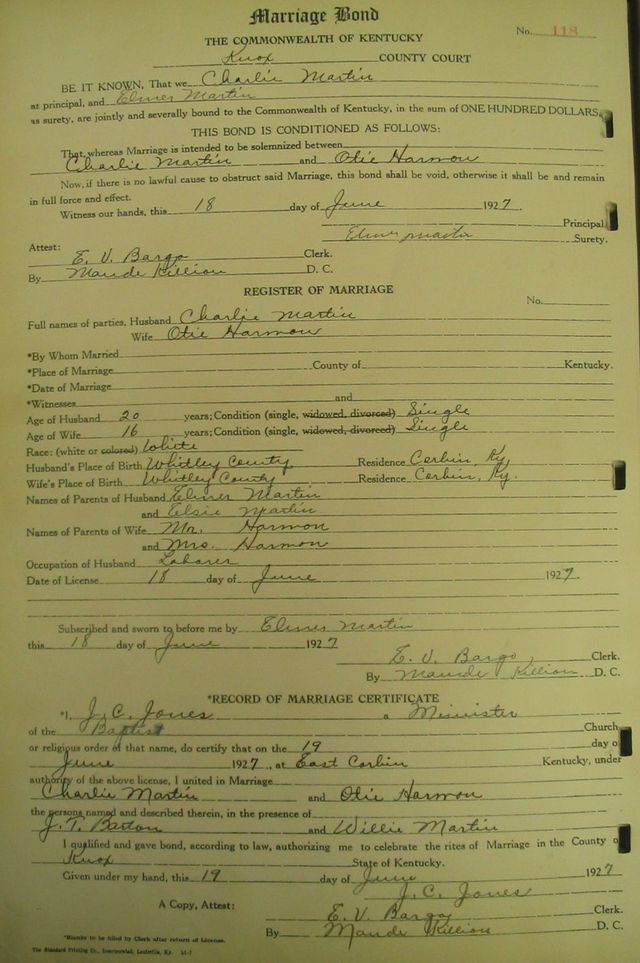 Marriage Bond
No. 118
THE COMMONWEALTH OF KENTUCKY
Knox COUNTY COURT
BE IT KNOWN, That we Charlie Martin
as principal, and Elmer Martin
as surety, are jointly and severally bound to the Commonwealth of Kentucky, in the sum of ONE HUNDRED DOLLARS.
THIS BOND IS CONDITIONED AS FOLLOWS:
That whereas Marriage is intended to be solemnized between
Charlie Martin and Otie Harmon
Now, if there is no lawful cause to obstruct said Marriage, this bond shall be void, otherwise it shall be and remain
in full force and effect.
Witness our hands, this 18 day of June 1927
Principal
Elmer Martin Surety.
Attest:
E. V. Bargo Clerk.
By Maude Killion D. C.
REGISTER OF MARRIAGE
No.
Full names of parties, Husband Charlie Martin
Wife Otie Harmon
*By Whom Married
*Place of Marriage County of Kentucky.
*Date of Marriage
*Witnesses and
Age of Husband 20 years; Condition (single, widowed, divorced) Single
Age of Wife 16 years; Condition (single, widowed, divorced) Single
Race: (white or colored) White
Husband's Place of Birth Whitley County Residence Corbin, Ky.
Wife's Place of Birth Whitley County Residence Corbin, Ky.
Names of Parents of Husband Elmer Martin
and Elsie Martin
Names of Parents of Wife Mr. Harmon
and Mrs. Harmon
Occupation of Husband Laborer
Date of License 18 day of June 1927.
Subscribed and sworn to before me by Elmer Martin
this 18 day of June 1927
E. V. Bargo Clerk.
By Maude Killion D. C.
*RECORD OF MARRIAGE CERTIFICATE
*I, J. C. Jones a Minister
of the Baptist Church,
or religious order of that name, do certify that on the 19 day of
June 1927, at East Corbin Kentucky, under
authority of the above license, I united in Marriage
Charlie Martin and Otie Harmon
the persons named and described therein, in the presence of
J. T. Barton and Willie Martin
I qualified and gave bond, according to law, authorizing me to celebrate the rites of Marriage in the County of
Knox State of Kentucky.
Given under my hand, this 19 day of June 1927
J. C. Jones
A Copy, Attest: E. V. Bargo Clerk.
By Maude Killion D. C.
*Blanks to be filled by Clerk after return of License.
The Standard Printing Co., Incorporated, Louisville, Ky